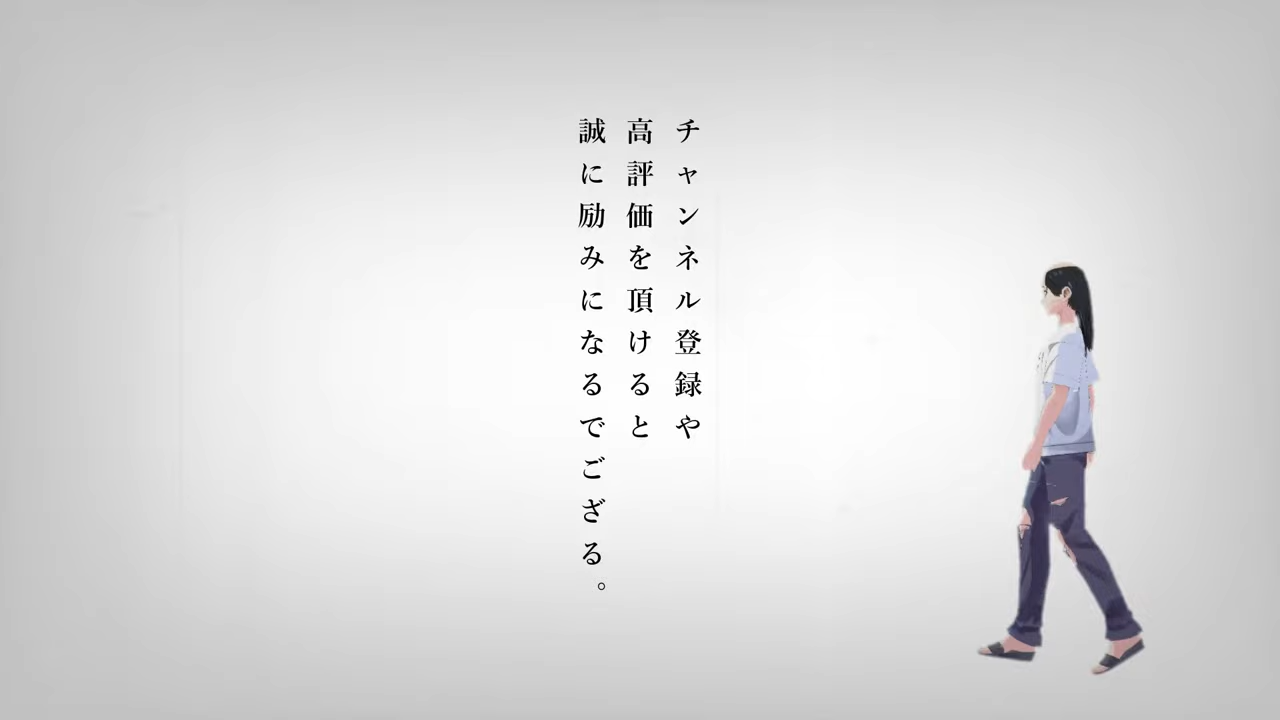 チャンネル登録や
高評価を頂けると
誠に励みになるでござる。